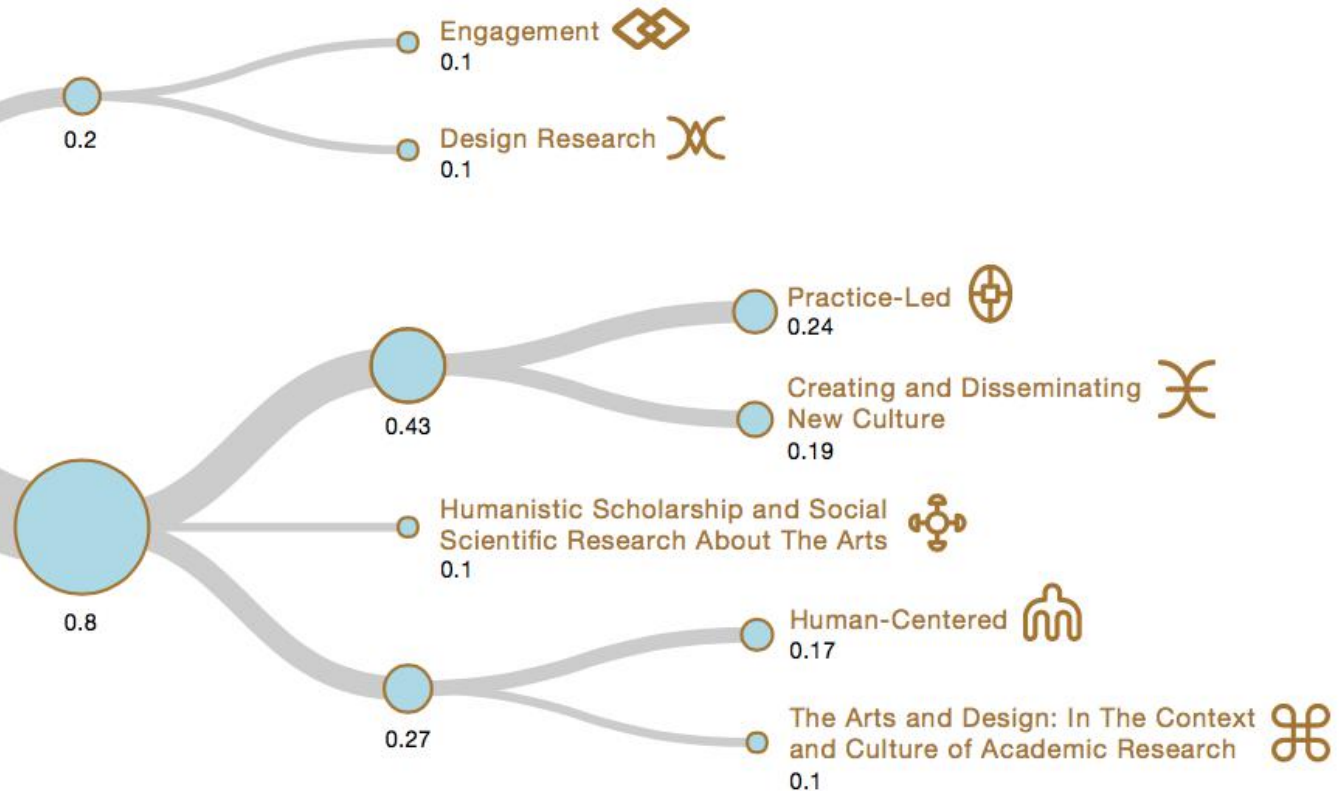 Engagement
0.1
0.2
Design Research
0.1
Practice-Led
0.24
0.43
Creating and Disseminating
New Culture
0.19
Humanistic Scholarship and Social
Scientific Research About The Arts
0.1
0.8
Human-Centered
0.17
0.27
The Arts and Design: In The Context
and Culture of Academic Research
0.1